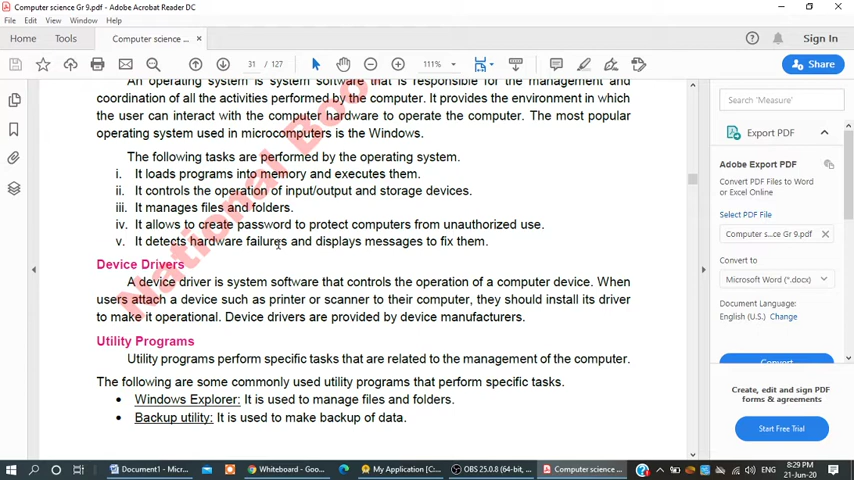 Computer science Gr 9.pdf - Adobe Acrobat Reader DC
File Edit View Window Help
Home Tools Computer science ... × Sign In
31 / 127 111% Share
An operating system is system software that is responsible for the management and
coordination of all the activities performed by the computer. It provides the environment in which
the user can interact with the computer hardware to operate the computer. The most popular
operating system used in microcomputers is the Windows.
The following tasks are performed by the operating system.
i. It loads programs into memory and executes them.
ii. It controls the operation of input/output and storage devices.
iii. It manages files and folders.
iv. It allows to create password to protect computers from unauthorized use.
v. It detects hardware failures and displays messages to fix them.
Device Drivers
A device driver is system software that controls the operation of a computer device. When
users attach a device such as printer or scanner to their computer, they should install its driver
to make it operational. Device drivers are provided by device manufacturers.
Utility Programs
Utility programs perform specific tasks that are related to the management of the computer.
The following are some commonly used utility programs that perform specific tasks.
• Windows Explorer: It is used to manage files and folders.
• Backup utility: It is used to make backup of data.
National Boo
Search 'Measure'
Export PDF
Adobe Export PDF
Convert PDF Files to Word
or Excel Online
Select PDF File
Computer s...ce Gr 9.pdf
Convert to
Microsoft Word (*.docx)
Document Language:
English (U.S.) Change
Convert
Create, edit and sign PDF
forms & agreements
Start Free Trial
Document1 - Micr...
Whiteboard - Goo...
My Application [C:...
OBS 25.0.8 (64-bit, ...
Computer science ...
ENG
8:29 PM
21-Jun-20